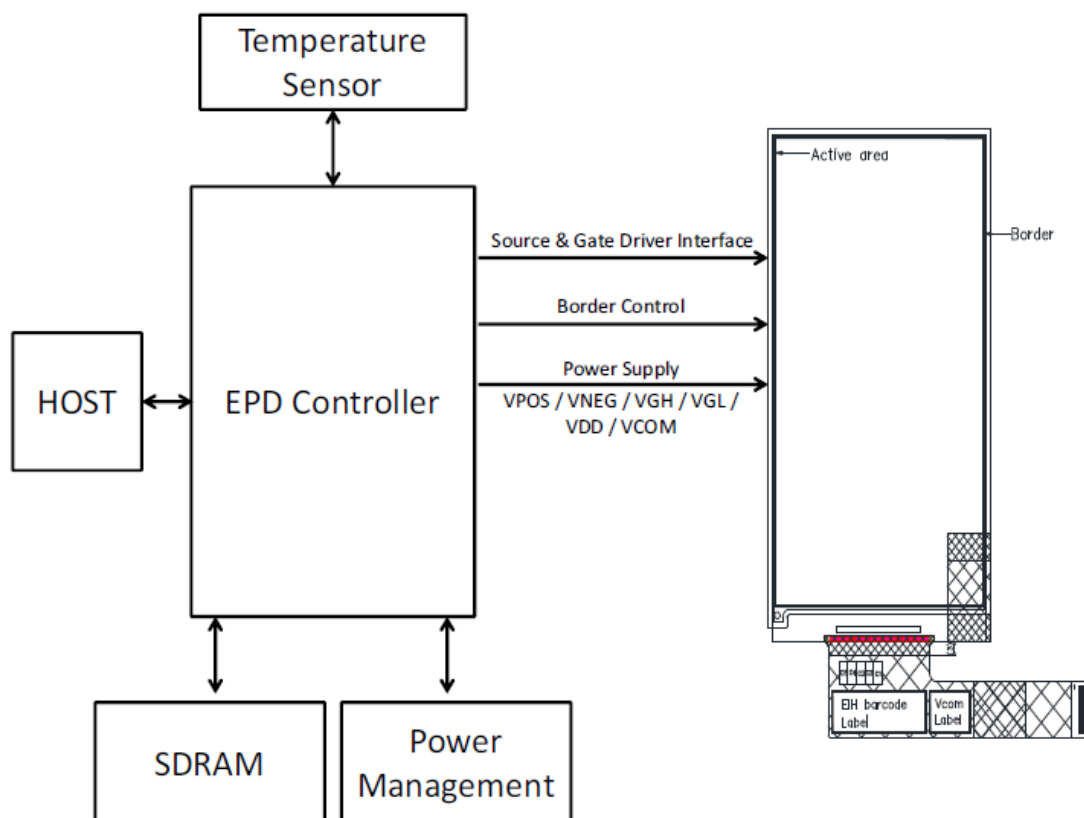 Temperature
Sensor
Active area
Source & Gate Driver Interface
Border
Border Control
HOST
EPD Controller
Power Supply
VPOS / VNEG / VGH / VGL /
VDD / VCOM
EIH barcode
Label
Vcom
Label
SDRAM
Power
Management